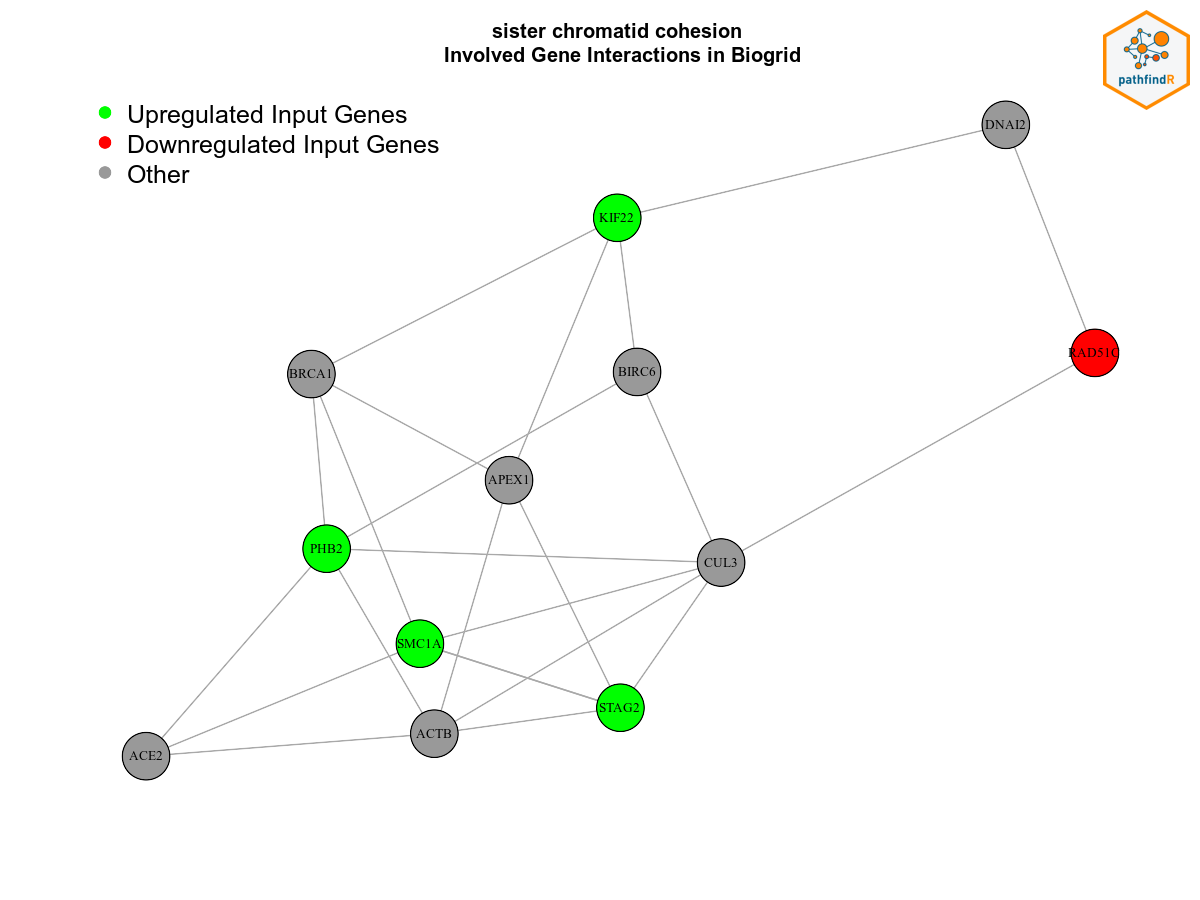 sister chromatid cohesion
Involved Gene Interactions in Biogrid
pathfindR
Upregulated Input Genes
Downregulated Input Genes
Other
DNAI2
KIF22
RAD51C
BRCA1
BIRC6
APEX1
PHB2
CUL3
SMC1A
STAG2
ACTB
ACE2